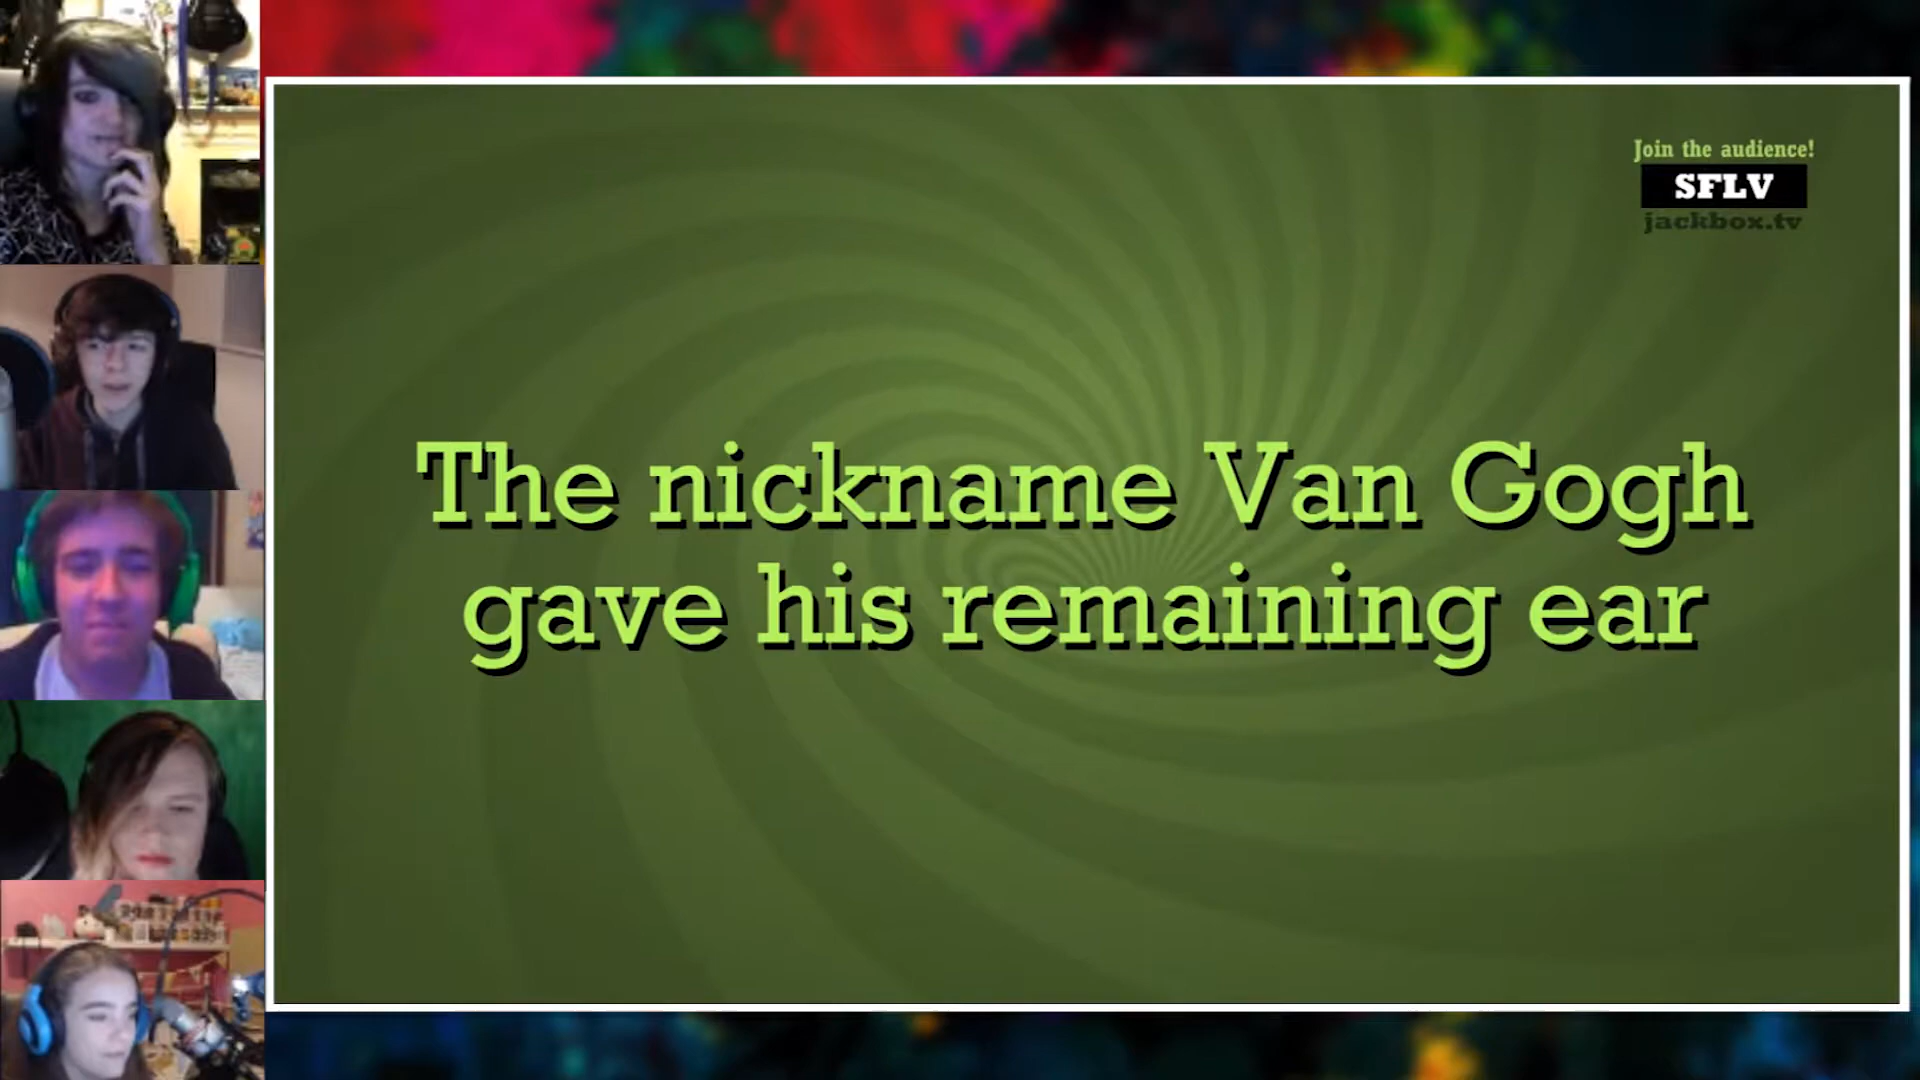 Join the audience!
SFLV
jackbox.tv
The nickname Van Gogh
gave his remaining ear